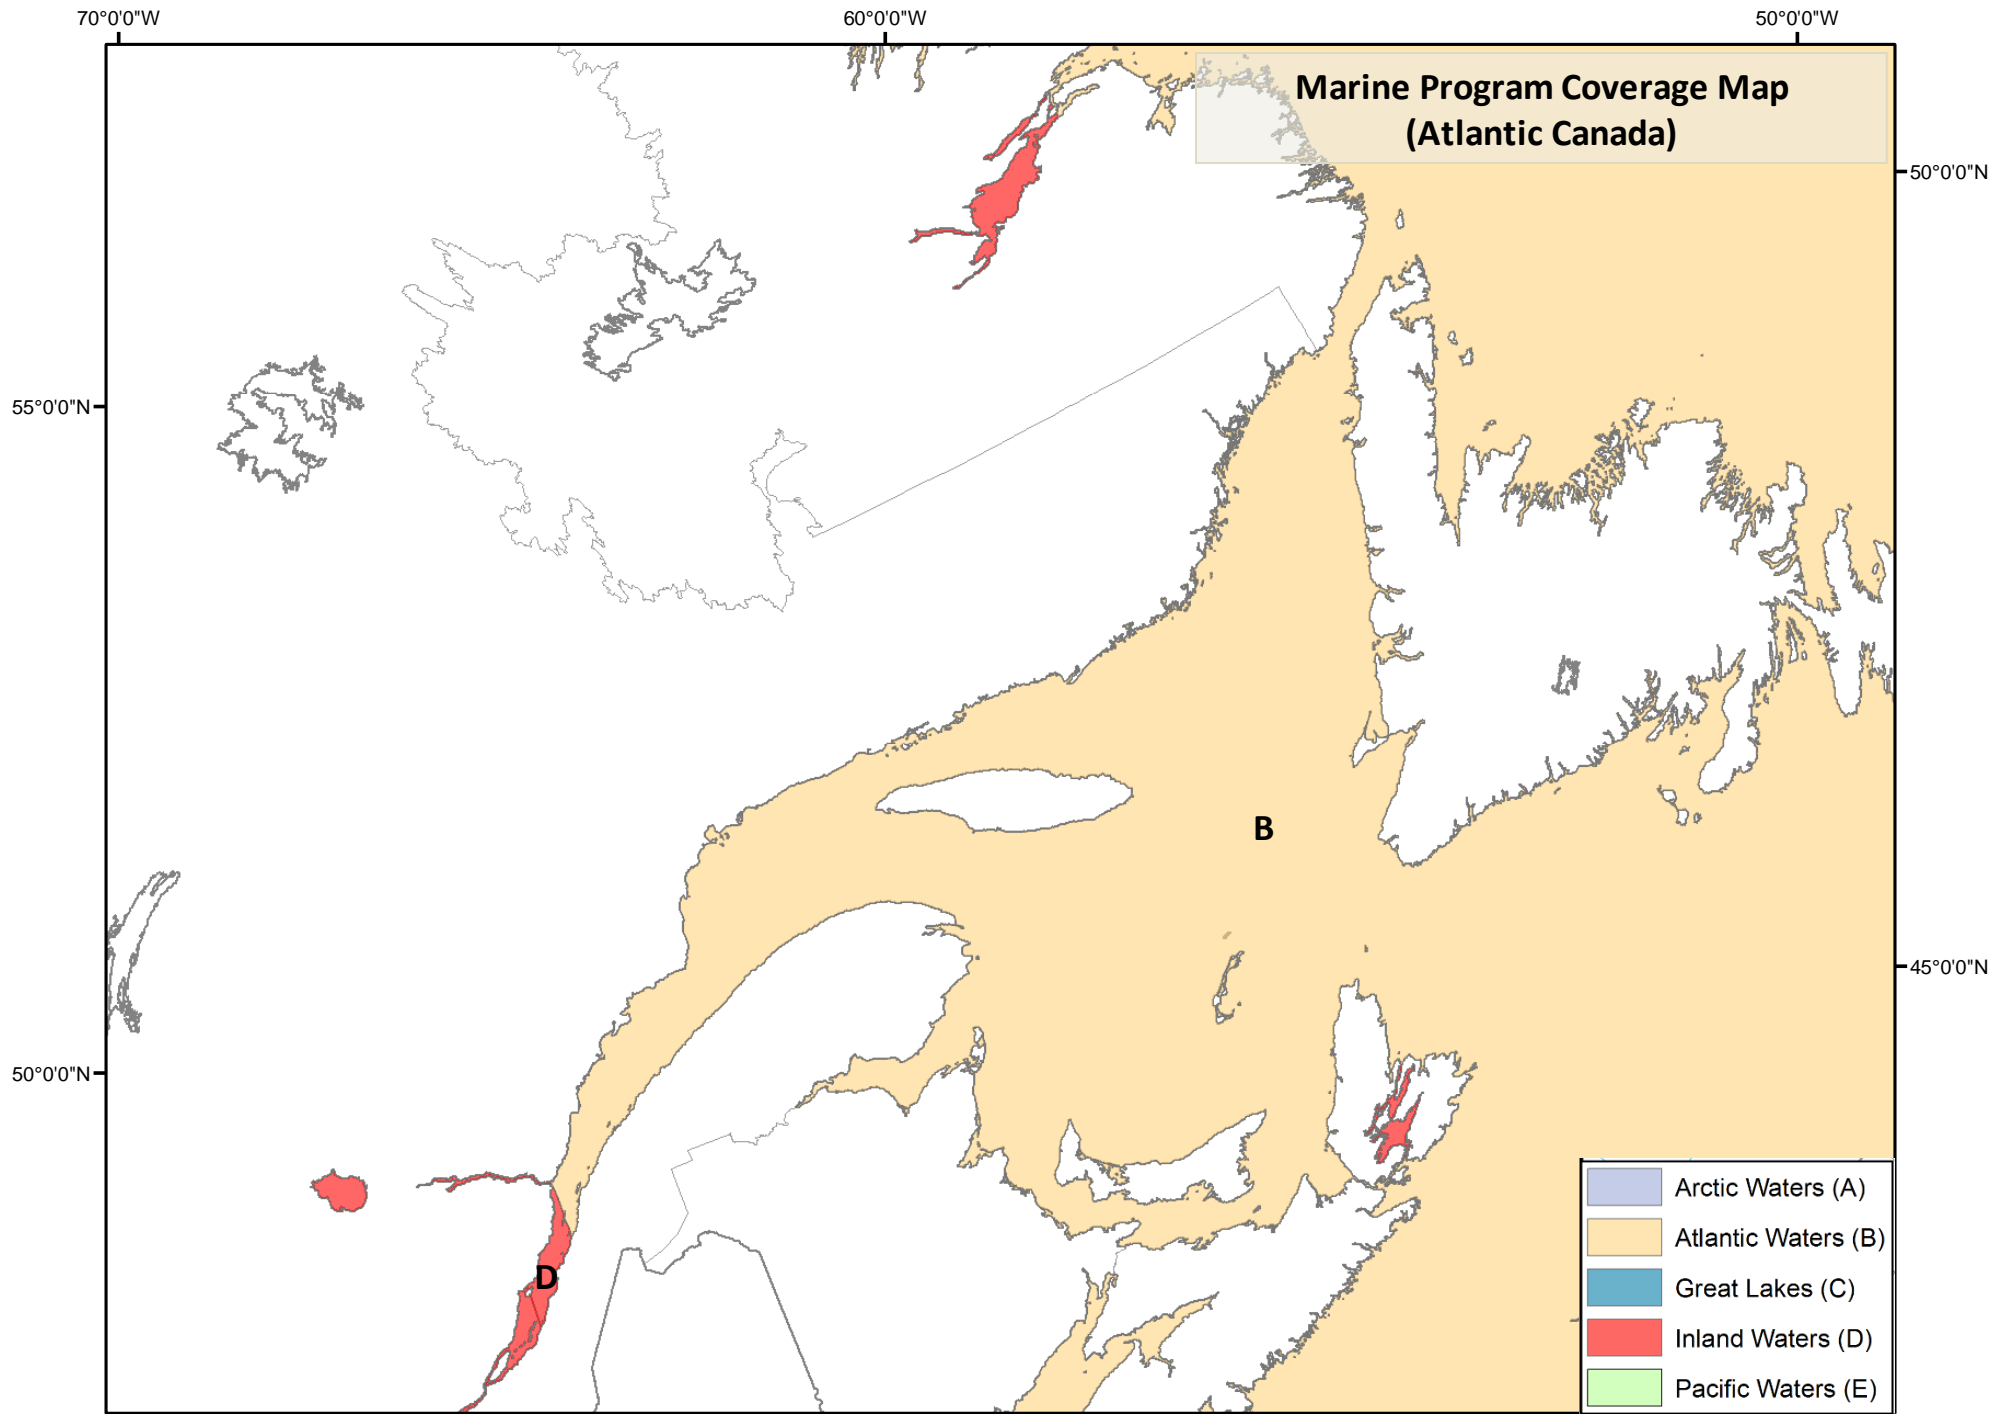 70°0'0"W 60°0'0"W 50°0'0"W
Marine Program Coverage Map
(Atlantic Canada)
50°0'0"N
55°0'0"N
B
45°0'0"N
50°0'0"N
D
Arctic Waters (A)
Atlantic Waters (B)
Great Lakes (C)
Inland Waters (D)
Pacific Waters (E)